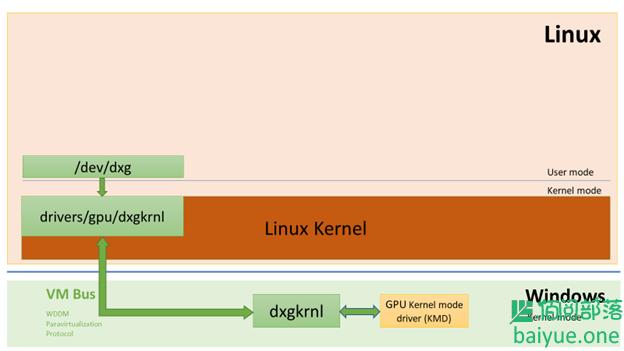 Linux
/dev/dxg
User mode
Kernel mode
drivers/gpu/dxgkrnl
Linux Kernel
VM Bus
WDDM
Paravirtualization
Protocol
dxgkrnl
GPU Kernel mode
driver (KMD)
Windows
Kernel mode
佰阅部落
baiyue.one